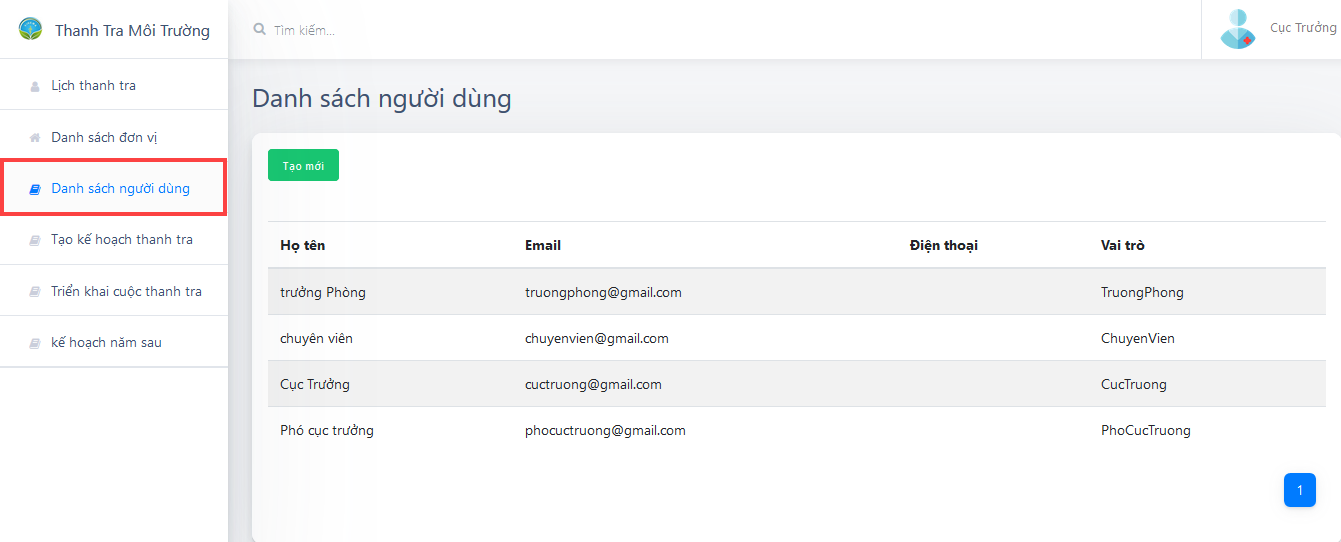 Thanh Tra Môi Trường
Tìm kiếm...
Cục Trưởng
Lịch thanh tra
Danh sách đơn vị
Danh sách người dùng
Tạo kế hoạch thanh tra
Triển khai cuộc thanh tra
kế hoạch năm sau
Danh sách người dùng
Tạo mới
Họ tên Email Điện thoại Vai trò
trưởng Phòng truongphong@gmail.com TruongPhong
chuyên viên chuyenvien@gmail.com ChuyenVien
Cục Trưởng cuctruong@gmail.com CucTruong
Phó cục trưởng phocuctruong@gmail.com PhoCucTruong
1